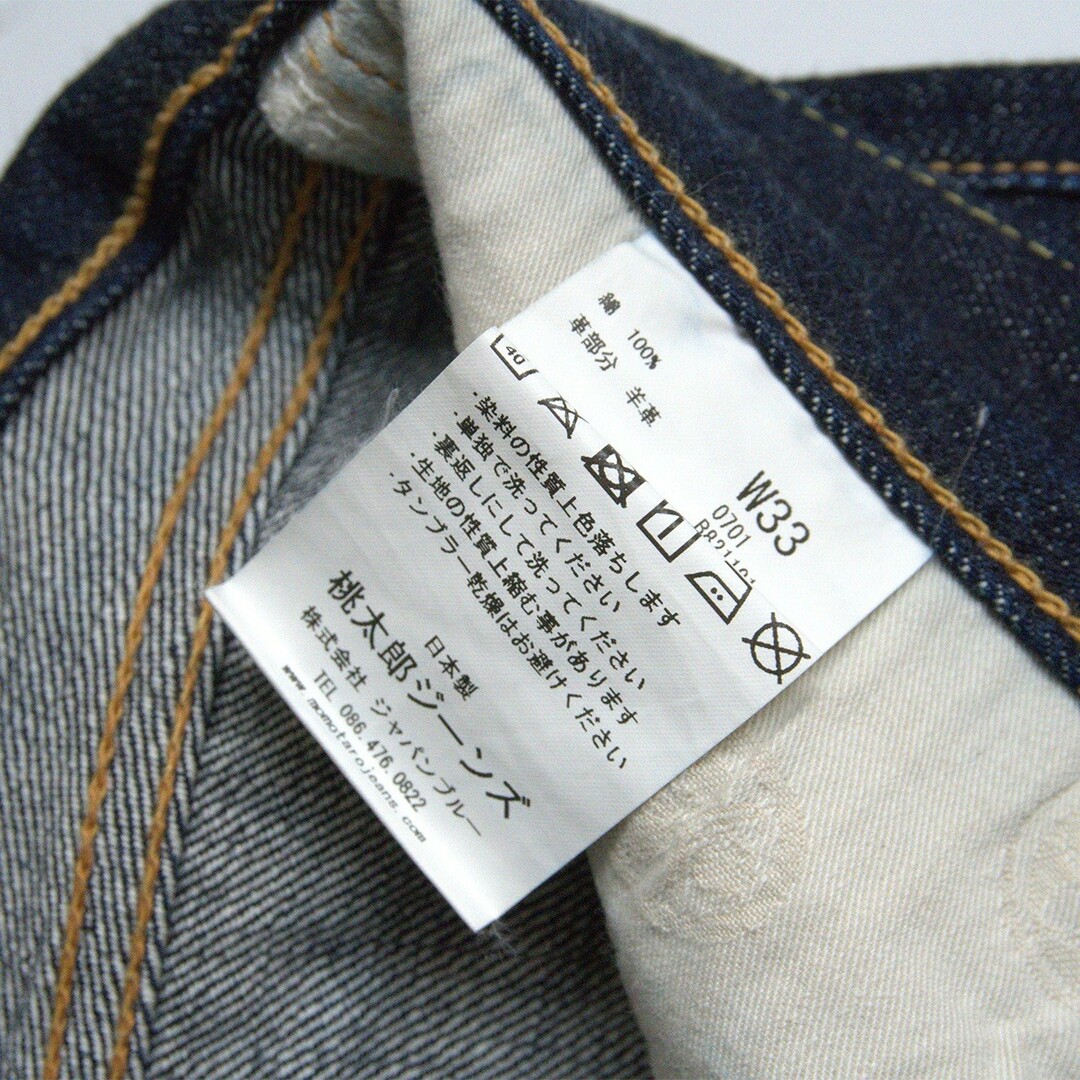 綿 100%
革部分 羊革
W33
0701
40
・染料の性質上色落ちします
・単独で洗ってください
・裏返しにして洗ってください
・生地の性質上縮む事があります
・タンブラー乾燥はお避けください
日本製
桃太郎ジーンズ
株式会社 ジャパンブルー
TEL 086.476.0822
www.momotarojeans.com